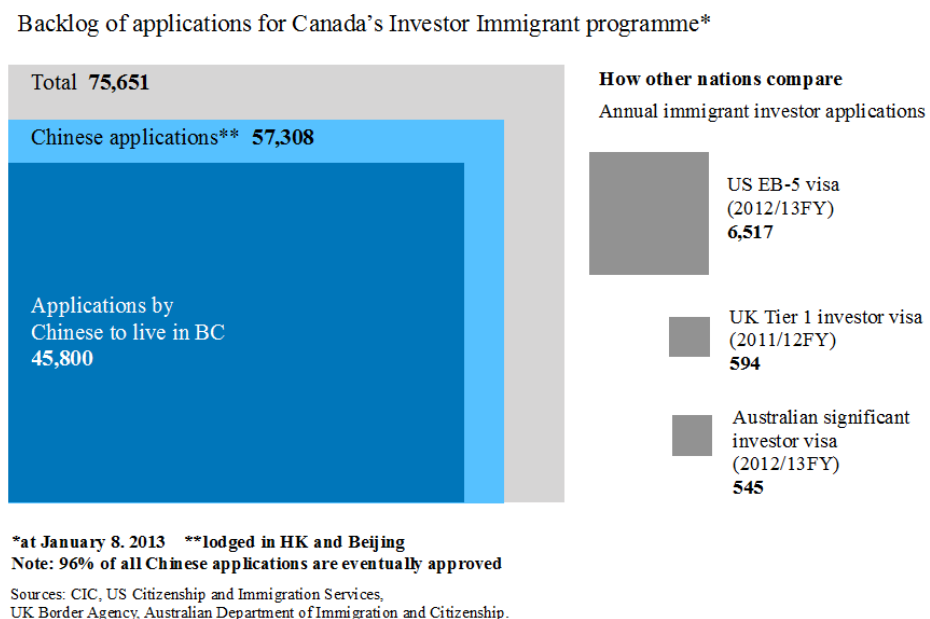 Backlog of applications for Canada's Investor Immigrant programme*
Total 75,651
Chinese applications** 57,308
Applications by
Chinese to live in BC
45,800
How other nations compare
Annual immigrant investor applications
US EB-5 visa
(2012/13FY)
6,517
UK Tier 1 investor visa
(2011/12FY)
594
Australian significant
investor visa
(2012/13FY)
545
*at January 8. 2013 **lodged in HK and Beijing
Note: 96% of all Chinese applications are eventually approved
Sources: CIC, US Citizenship and Immigration Services,
UK Border Agency, Australian Department of Immigration and Citizenship.